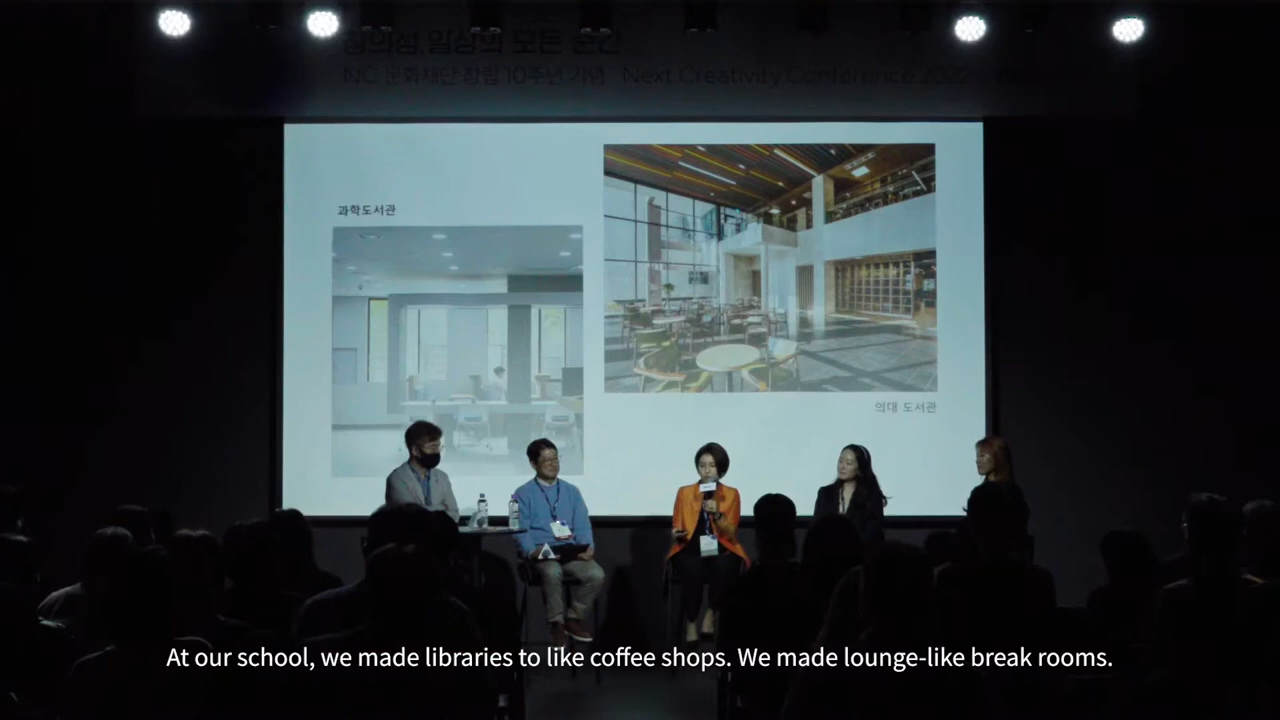 집의섬,일상의 모든 순간
NC 문화재단 창립 10주년 기념 Next Creativity Conference 2022
과학도서관
의대 도서관
At our school, we made libraries to like coffee shops. We made lounge-like break rooms.